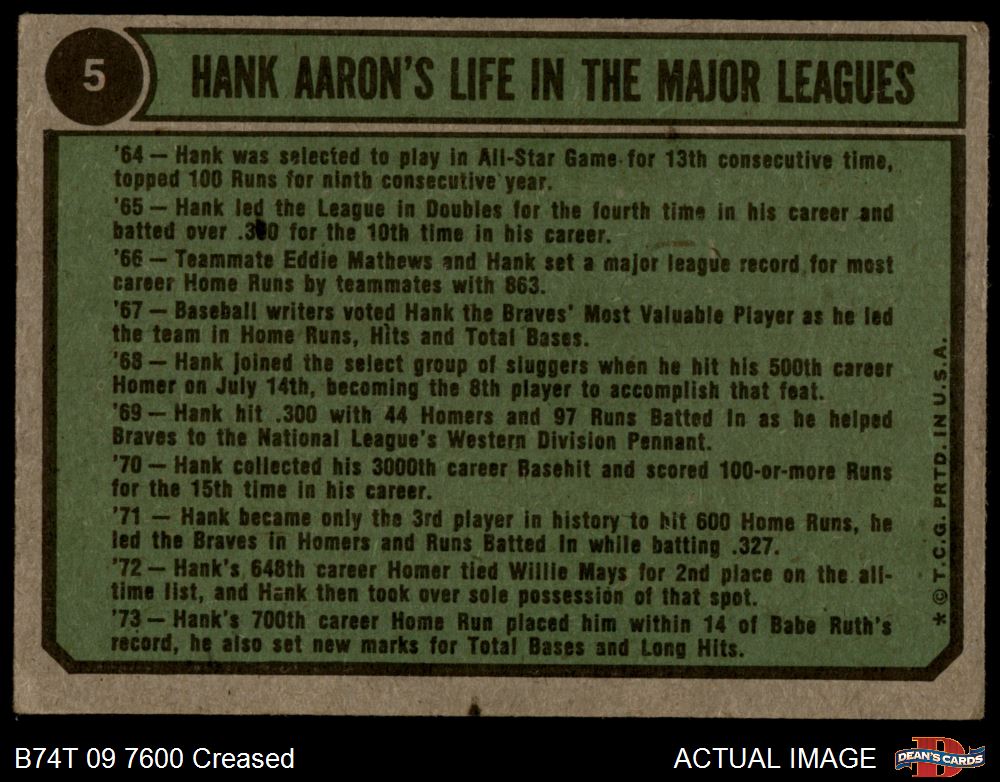 5
HANK AARON'S LIFE IN THE MAJOR LEAGUES
'64 — Hank was selected to play in All-Star Game for 13th consecutive time,
topped 100 Runs for ninth consecutive year.
'65 — Hank led the League in Doubles for the fourth time in his career and
batted over .300 for the 10th time in his career.
'66 — Teammate Eddie Mathews and Hank set a major league record for most
career Home Runs by teammates with 863.
'67 — Baseball writers voted Hank the Braves' Most Valuable Player as he led
the team in Home Runs, Hits and Total Bases.
'68 — Hank joined the select group of sluggers when he hit his 500th career
Homer on July 14th, becoming the 8th player to accomplish that feat.
'69 — Hank hit .300 with 44 Homers and 97 Runs Batted In as he helped
Braves to the National League's Western Division Pennant.
'70 — Hank collected his 3000th career Basehit and scored 100-or-more Runs
for the 15th time in his career.
'71 — Hank became only the 3rd player in history to hit 600 Home Runs, he
led the Braves in Homers and Runs Batted In while batting .327.
'72 — Hank's 648th career Homer tied Willie Mays for 2nd place on the all-
time list, and Hank then took over sole possession of that spot.
'73 — Hank's 700th career Home Run placed him within 14 of Babe Ruth's
record, he also set new marks for Total Bases and Long Hits.
* © T.C.G. PRTD. IN U.S.A.
B74T 09 7600 Creased
ACTUAL IMAGE
D
DEAN'S CARDS